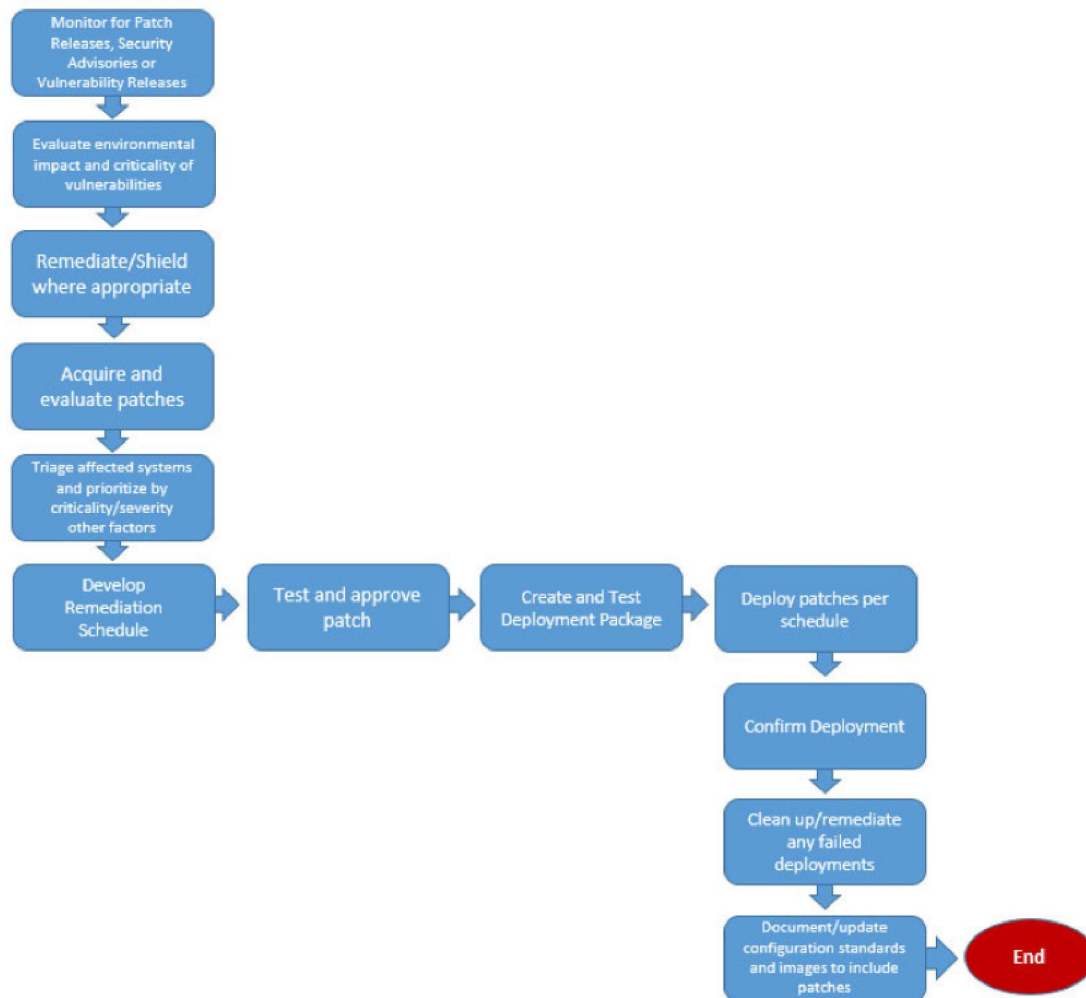 Monitor for Patch
Releases, Security
Advisories or
Vulnerability Releases
Evaluate environmental
impact and criticality of
vulnerabilities
Remediate/Shield
where appropriate
Acquire and
evaluate patches
Triage affected systems
and prioritize by
criticality/severity
other factors
Develop
Remediation
Schedule
Test and approve
patch
Create and Test
Deployment Package
Deploy patches per
schedule
Confirm Deployment
Clean up/remediate
any failed
deployments
Document/update
configuration standards
and images to include
patches
End